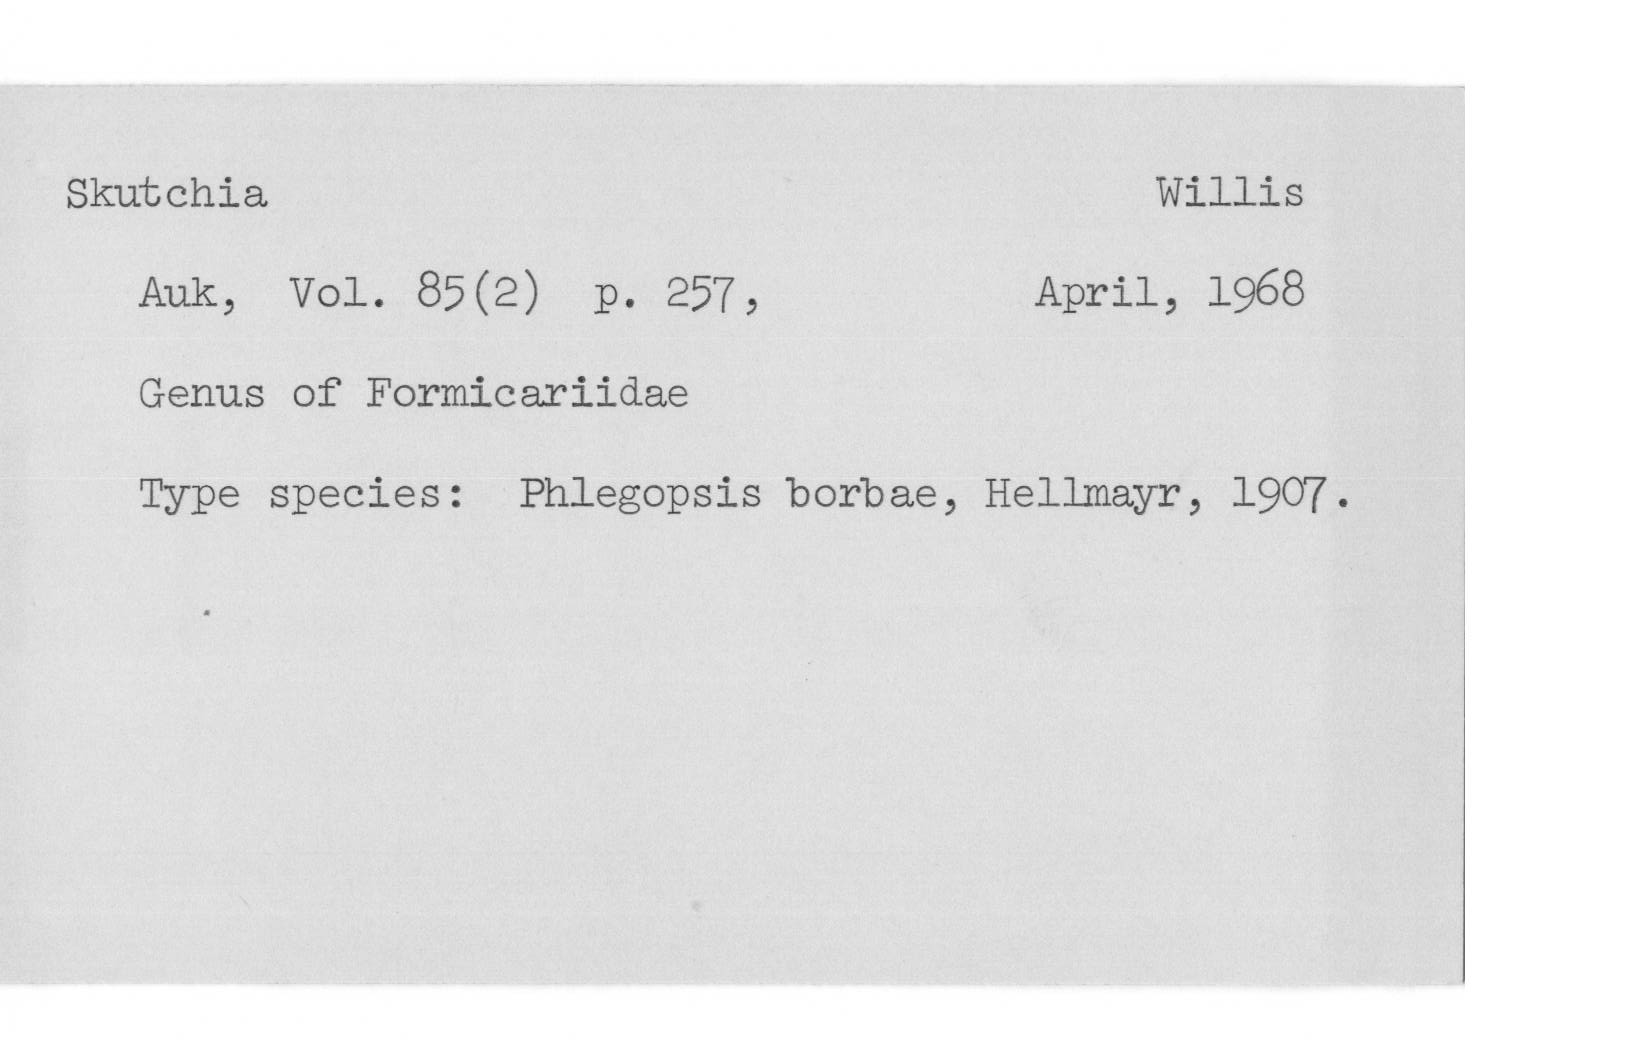 Skutchia Willis
Auk, Vol. 85(2) p. 257, April, 1968
Genus of Formicariidae
Type species: Phlegopsis borbae, Hellmayr, 1907.